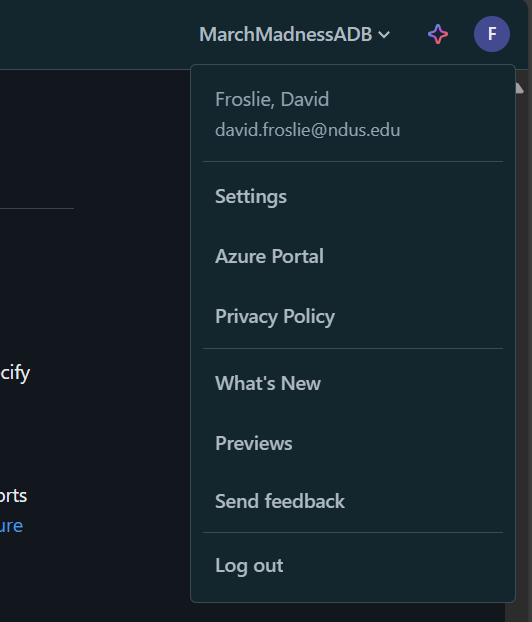 MarchMadnessADB
F
Froslie, David
david.froslie@ndus.edu
Settings
Azure Portal
Privacy Policy
cify
What's New
Previews
orts
Send feedback
ure
Log out